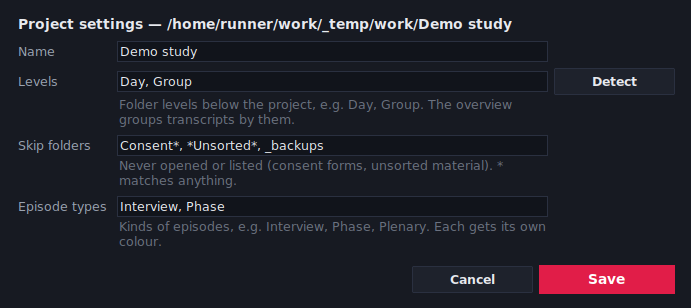 Project settings — /home/runner/work/_temp/work/Demo study
Name
Demo study
Levels
Day, Group
Detect
Folder levels below the project, e.g. Day, Group. The overview
groups transcripts by them.
Skip folders
Consent*, *Unsorted*, _backups
Never opened or listed (consent forms, unsorted material). *
matches anything.
Episode types
Interview, Phase
Kinds of episodes, e.g. Interview, Phase, Plenary. Each gets its own
colour.
Cancel
Save